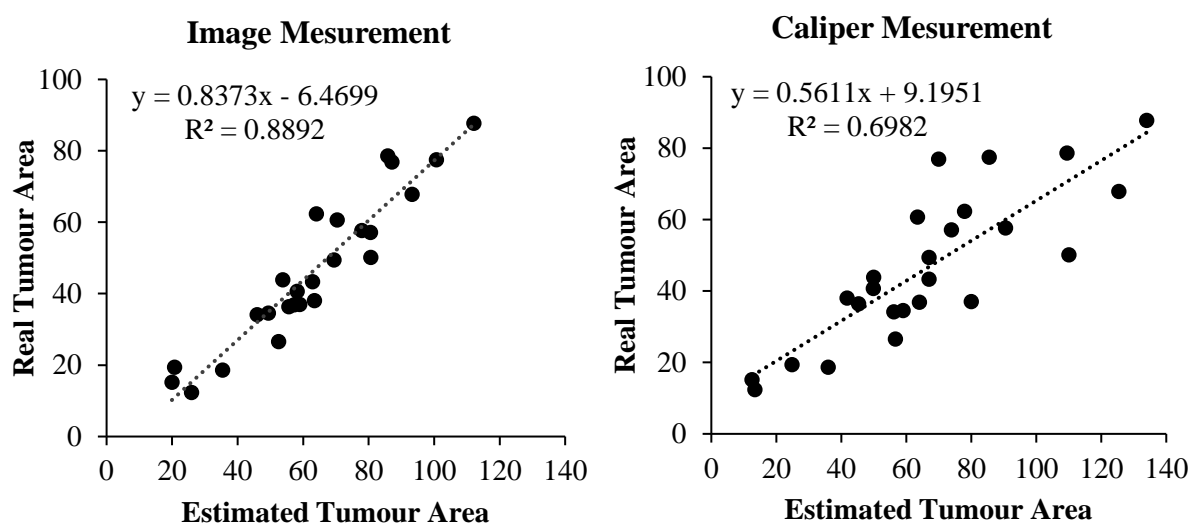 Image Mesurement
y = 0.8373x - 6.4699
R² = 0.8892
Real Tumour Area
100
80
60
40
20
0
0 20 40 60 80 100 120 140
Estimated Tumour Area
Caliper Mesurement
y = 0.5611x + 9.1951
R² = 0.6982
Real Tumour Area
100
80
60
40
20
0
0 20 40 60 80 100 120 140
Estimated Tumour Area